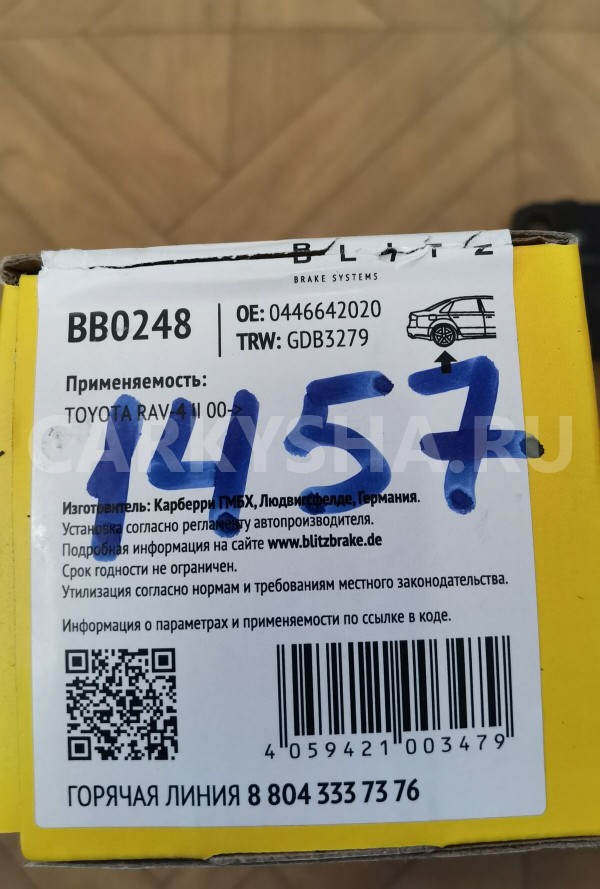 BLITZ
BRAKE SYSTEMS
BB0248
OE: 0446642020
TRW: GDB3279
Применяемость:
TOYOTA RAV-4 II 00->
1457
CARKYSHA.RU
Изготовитель: Карберри ГМБХ, Людвигсфелде, Германия.
Установка согласно регламенту автопроизводителя.
Подробная информация на сайте www.blitzbrake.de
Срок годности не ограничен.
Утилизация согласно нормам и требованиям местного законодательства.
Информация о параметрах и применяемости по ссылке в коде.
4 059421 003479
ГОРЯЧАЯ ЛИНИЯ 8 804 333 73 76